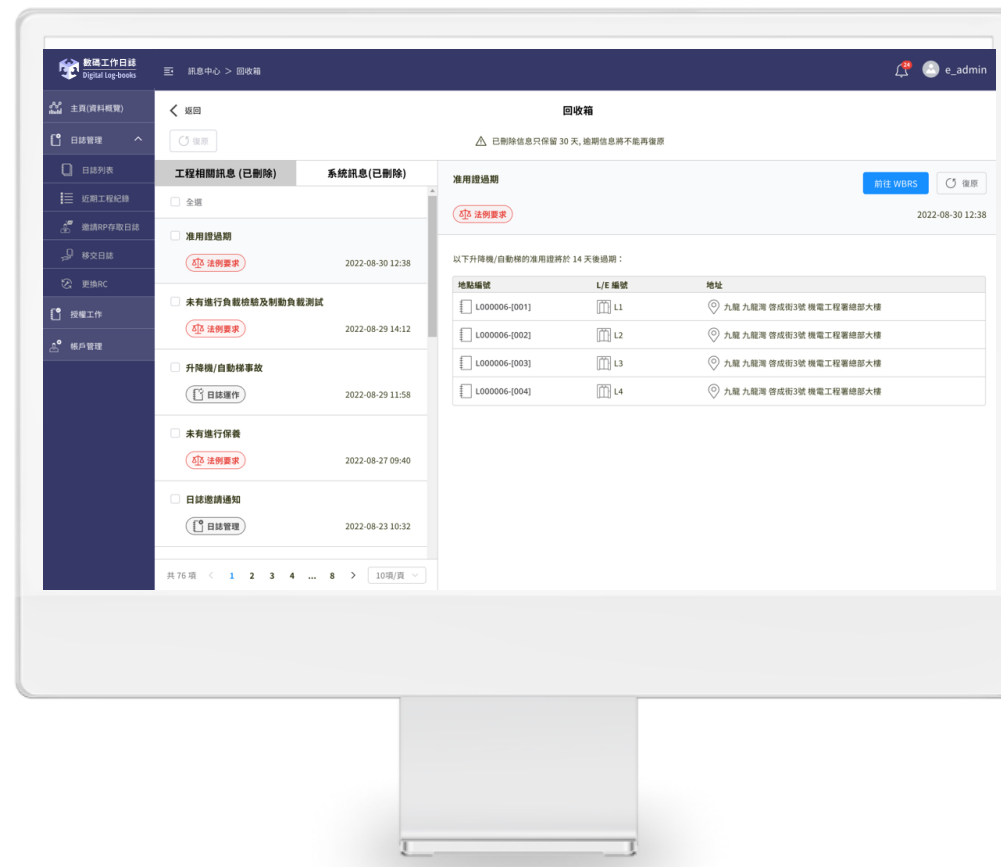 數碼工作日誌
Digital Log-books
訊息中心 > 回收箱
24
e_admin
主頁(資料概覽)
日誌管理
日誌列表
近期工程紀錄
邀請RP存取日誌
移交日誌
更換RC
授權工作
帳戶管理
返回
回收箱
復原
已刪除信息只保留 30 天, 逾期信息將不能再復原
工程相關訊息 (已刪除)
系統訊息(已刪除)
全選
准用證過期
法例要求
2022-08-30 12:38
未有進行負載檢驗及制動負載測試
法例要求
2022-08-29 14:12
升降機/自動梯事故
日誌運作
2022-08-29 11:58
未有進行保養
法例要求
2022-08-27 09:40
日誌邀請通知
日誌管理
2022-08-23 10:32
共 76 項 < 1 2 3 4 ... 8 > 10項/頁
准用證過期
前往 WBRS
復原
法例要求
2022-08-30 12:38
以下升降機/自動梯的准用證將於 14 天後過期：
地點編號 L/E 編號 地址
L000006-[001] L1 九龍 九龍灣 啓成街3號 機電工程署總部大樓
L000006-[002] L2 九龍 九龍灣 啓成街3號 機電工程署總部大樓
L000006-[003] L3 九龍 九龍灣 啓成街3號 機電工程署總部大樓
L000006-[004] L4 九龍 九龍灣 啓成街3號 機電工程署總部大樓